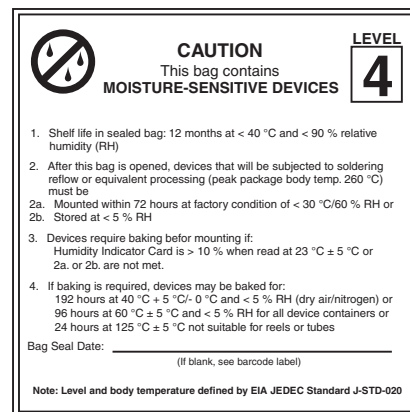 LEVEL
CAUTION
This bag contains
MOISTURE-SENSITIVE DEVICES
4
1. Shelf life in sealed bag: 12 months at < 40 °C and < 90 % relative
humidity (RH)
2. After this bag is opened, devices that will be subjected to soldering
reflow or equivalent processing (peak package body temp. 260 °C)
must be
2a. Mounted within 72 hours at factory condition of < 30 °C/60 % RH or
2b. Stored at < 5 % RH
3. Devices require baking befor mounting if:
Humidity Indicator Card is > 10 % when read at 23 °C ± 5 °C or
2a. or 2b. are not met.
4. If baking is required, devices may be baked for:
192 hours at 40 °C + 5 °C/- 0 °C and < 5 % RH (dry air/nitrogen) or
96 hours at 60 °C ± 5 °C and < 5 % RH for all device containers or
24 hours at 125 °C ± 5 °C not suitable for reels or tubes
Bag Seal Date:
(If blank, see barcode label)
Note: Level and body temperature defined by EIA JEDEC Standard J-STD-020